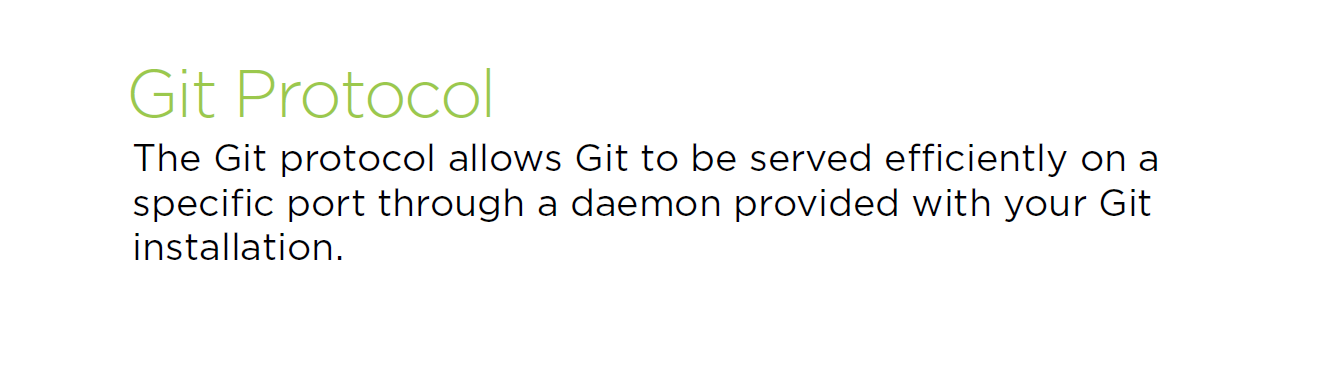 Git Protocol
The Git protocol allows Git to be served efficiently on a
specific port through a daemon provided with your Git
installation.